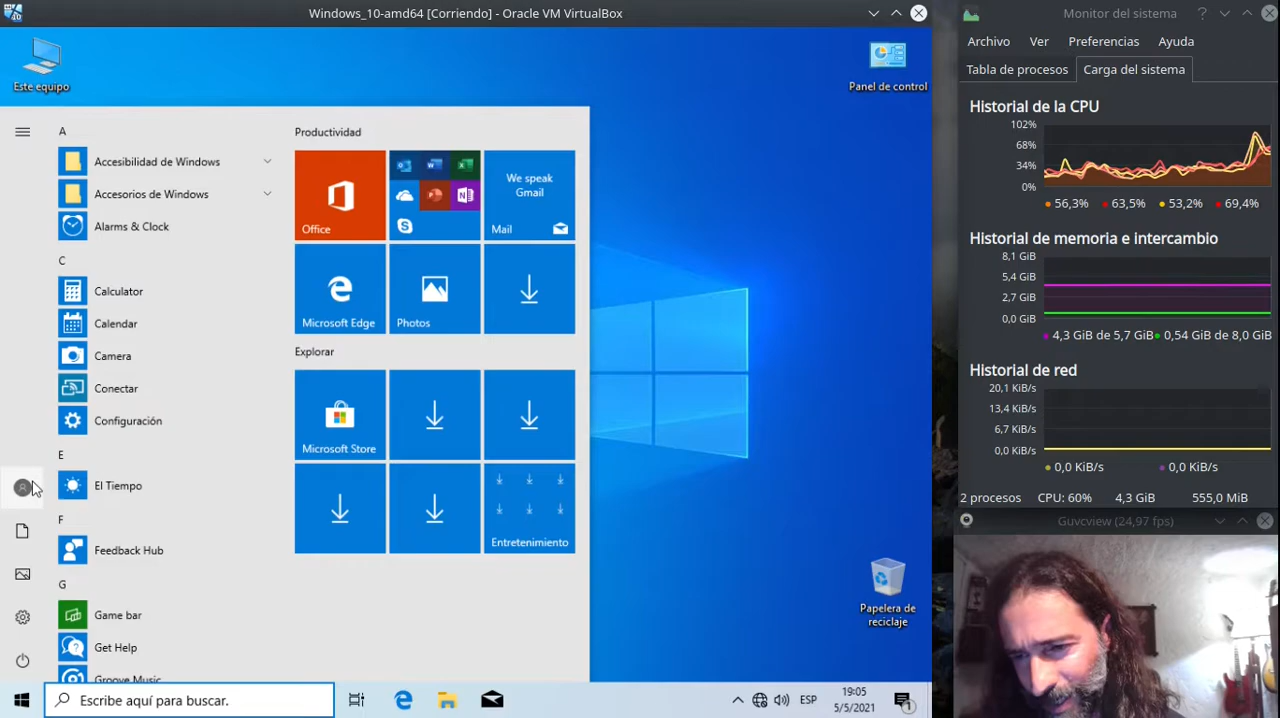 Windows_10-amd64 [Corriendo] - Oracle VM VirtualBox
Este equipo
Panel de control
A
Accesibilidad de Windows
Accesorios de Windows
Alarms & Clock
C
Calculator
Calendar
Camera
Conectar
Configuración
E
El Tiempo
F
Feedback Hub
G
Game bar
Get Help
Groove Music
Productividad
Office
We speak
Gmail
Mail
Microsoft Edge
Photos
Explorar
Microsoft Store
Entretenimiento
Papelera de
reciclaje
Escribe aquí para buscar.
ESP
19:05
5/5/2021
1
Monitor del sistema
Archivo Ver Preferencias Ayuda
Tabla de procesos Carga del sistema
Historial de la CPU
102%
68%
34%
0%
56,3% 63,5% 53,2% 69,4%
Historial de memoria e intercambio
8,1 GiB
5,4 GiB
2,7 GiB
0,0 GiB
4,3 GiB de 5,7 GiB 0,54 GiB de 8,0 GiB
Historial de red
20,1 KiB/s
13,4 KiB/s
6,7 KiB/s
0,0 KiB/s
0,0 KiB/s 0,0 KiB/s
2 procesos CPU: 60% 4,3 GiB 555,0 MiB
Guvcview (24,97 fps)